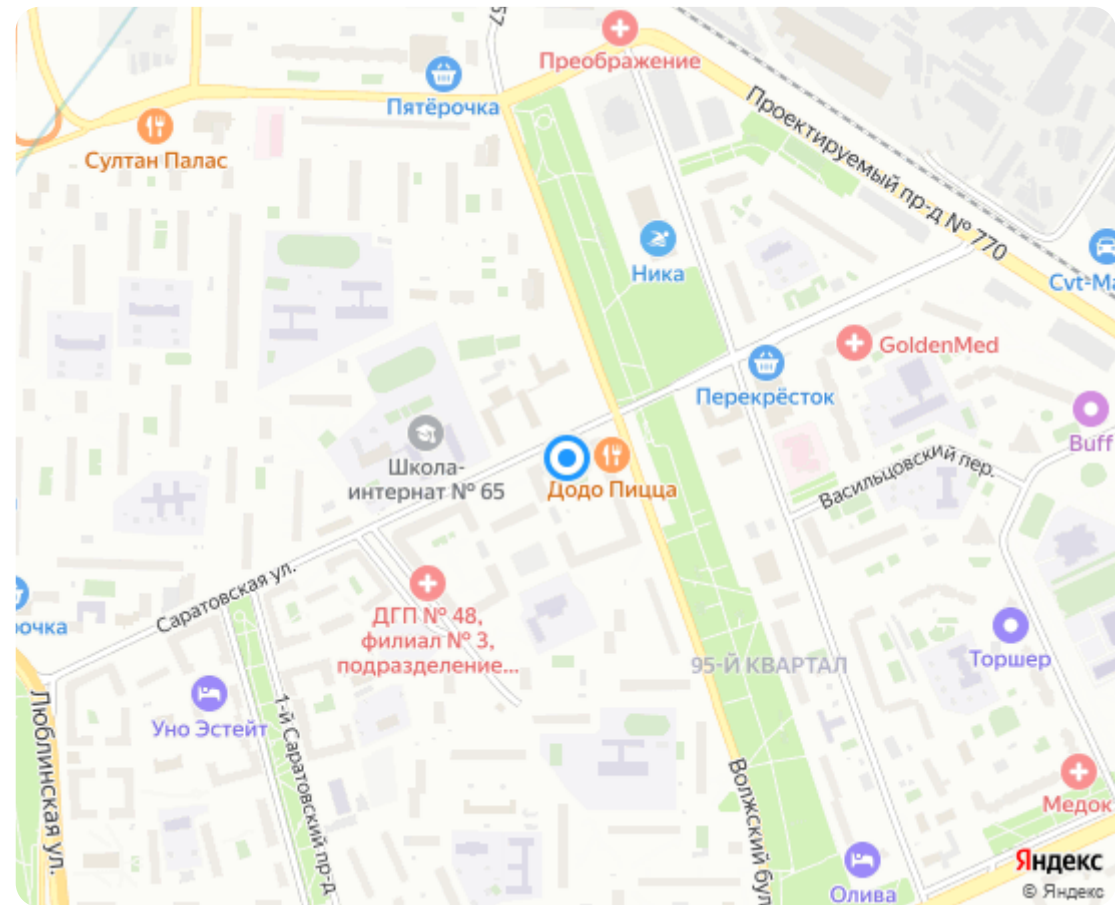 57
Преображение
Пятёрочка
Проектируемый пр-д № 770
Султан Палас
Ника
Cvt-Ma
GoldenMed
Перекрёсток
Buff
Школа-
интернат № 65
Додо Пицца
Васильцовский пер.
Саратовская ул.
рочка
ДГП № 48,
филиал № 3,
подразделение...
95-Й КВАРТАЛ
Торшер
Уно Эстейт
1-й Саратовский пр-д
Люблинская ул.
Волжский бул
Медок
Олива
Яндекс
© Яндекс